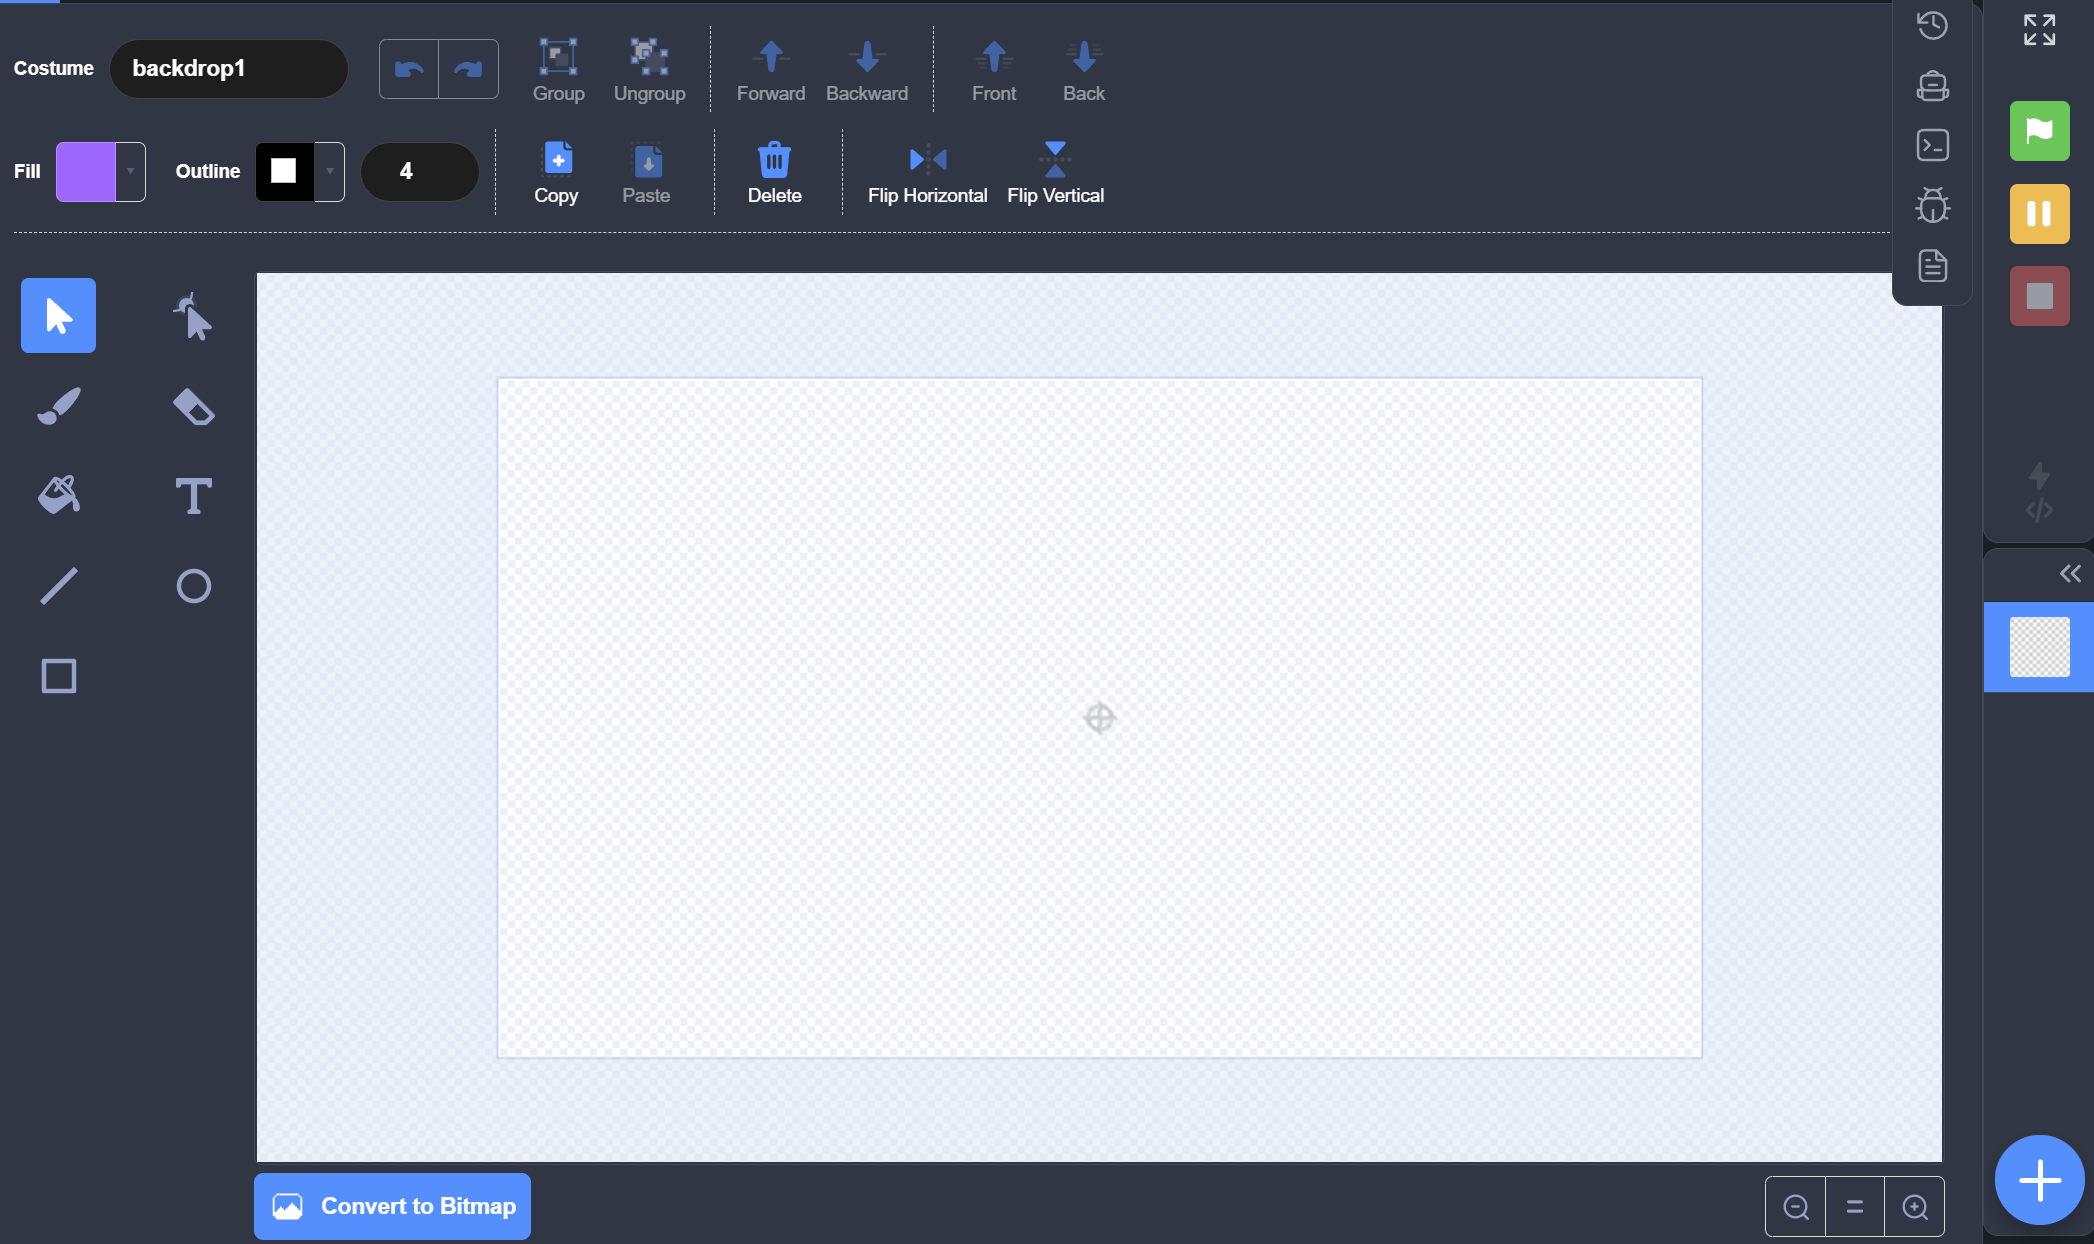 Costume backdrop1
Group Ungroup Forward Backward Front Back
Fill Outline 4
Copy Paste Delete Flip Horizontal Flip Vertical
Convert to Bitmap